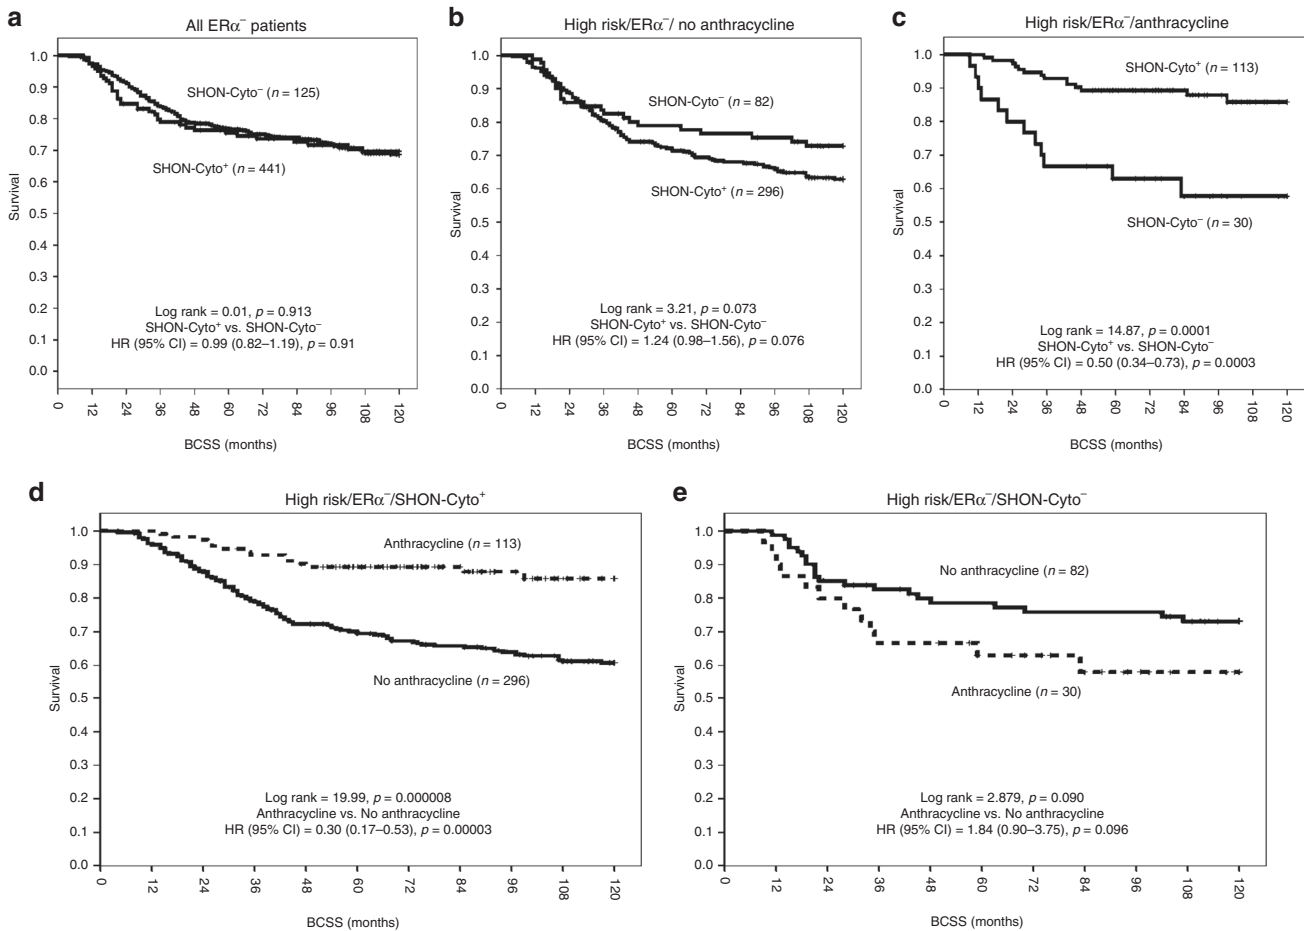 a
All ERα⁻ patients
1.0
0.9
0.8
0.7
0.6
0.5
0.4
0.3
0.2
0.1
0.0
Survival
SHON-Cyto⁻ (n = 125)
SHON-Cyto⁺ (n = 441)
Log rank = 0.01, p = 0.913
SHON-Cyto⁺ vs. SHON-Cyto⁻
HR (95% CI) = 0.99 (0.82–1.19), p = 0.91
0 12 24 36 48 60 72 84 96 108 120
BCSS (months)
b
High risk/ERα⁻/ no anthracycline
1.0
0.9
0.8
0.7
0.6
0.5
0.4
0.3
0.2
0.1
0.0
Survival
SHON-Cyto⁻ (n = 82)
SHON-Cyto⁺ (n = 296)
Log rank = 3.21, p = 0.073
SHON-Cyto⁺ vs. SHON-Cyto⁻
HR (95% CI) = 1.24 (0.98–1.56), p = 0.076
0 12 24 36 48 60 72 84 96 108 120
BCSS (months)
c
High risk/ERα⁻/anthracycline
1.0
0.9
0.8
0.7
0.6
0.5
0.4
0.3
0.2
0.1
0.0
Survival
SHON-Cyto⁺ (n = 113)
SHON-Cyto⁻ (n = 30)
Log rank = 14.87, p = 0.0001
SHON-Cyto⁺ vs. SHON-Cyto⁻
HR (95% CI) = 0.50 (0.34–0.73), p = 0.0003
0 12 24 36 48 60 72 84 96 108 120
BCSS (months)
d
High risk/ERα⁻/SHON-Cyto⁺
1.0
0.9
0.8
0.7
0.6
0.5
0.4
0.3
0.2
0.1
0.0
Survival
Anthracycline (n = 113)
No anthracycline (n = 296)
Log rank = 19.99, p = 0.000008
Anthracycline vs. No anthracycline
HR (95% CI) = 0.30 (0.17–0.53), p = 0.00003
0 12 24 36 48 60 72 84 96 108 120
BCSS (months)
e
High risk/ERα⁻/SHON-Cyto⁻
1.0
0.9
0.8
0.7
0.6
0.5
0.4
0.3
0.2
0.1
0.0
Survival
No anthracycline (n = 82)
Anthracycline (n = 30)
Log rank = 2.879, p = 0.090
Anthracycline vs. No anthracycline
HR (95% CI) = 1.84 (0.90–3.75), p = 0.096
0 12 24 36 48 60 72 84 96 108 120
BCSS (months)